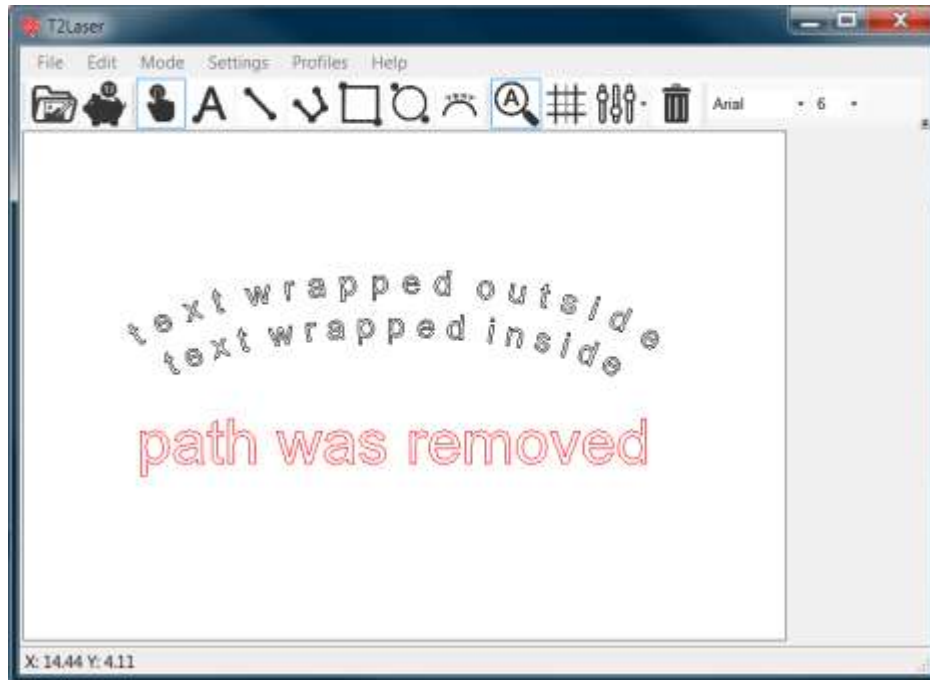 T2Laser
File Edit Mode Settings Profiles Help
Arial 6
text wrapped outside
text wrapped inside
path was removed
X: 14.44 Y: 4.11